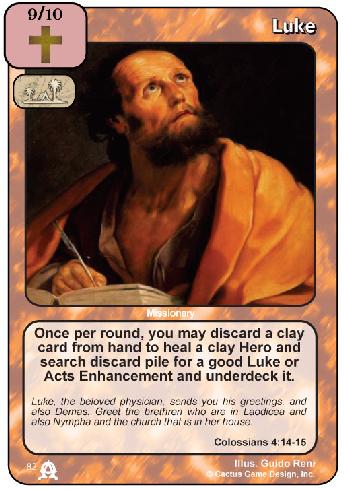 9/10
Luke
Missionary
Once per round, you may discard a clay
card from hand to heal a clay Hero and
search discard pile for a good Luke or
Acts Enhancement and underdeck it.
Luke, the beloved physician, sends you his greetings, and
also Demas. Greet the brethren who are in Laodicea and
also Nympha and the church that is in her house.
Colossians 4:14-15
82
Illus. Guido Reni
© Cactus Game Design, Inc.